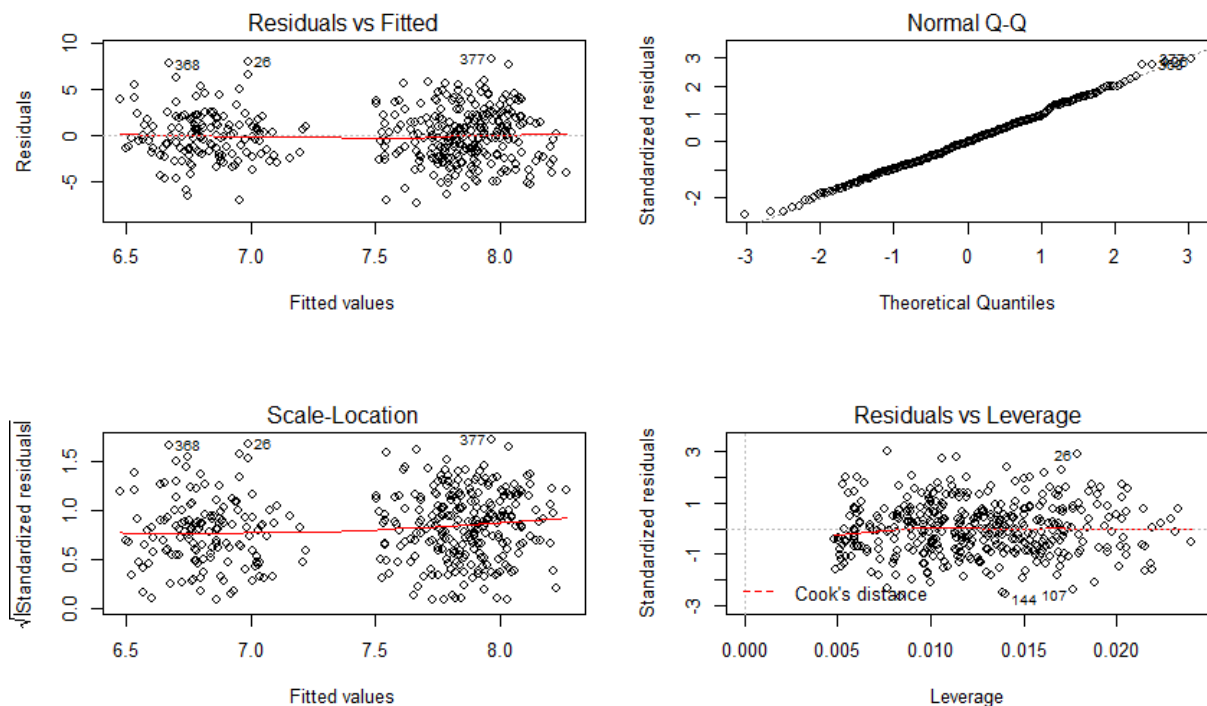 Residuals vs Fitted
Residuals
10
5
0
-5
368
26
377
6.5 7.0 7.5 8.0
Fitted values
Normal Q-Q
Standardized residuals
3
2
1
0
-2
377
-3 -2 -1 0 1 2 3
Theoretical Quantiles
Scale-Location
√|Standardized residuals|
1.5
1.0
0.5
0.0
368
26
377
6.5 7.0 7.5 8.0
Fitted values
Residuals vs Leverage
Standardized residuals
3
1
-1
-3
26
Cook's distance
144
107
0.000 0.005 0.010 0.015 0.020
Leverage